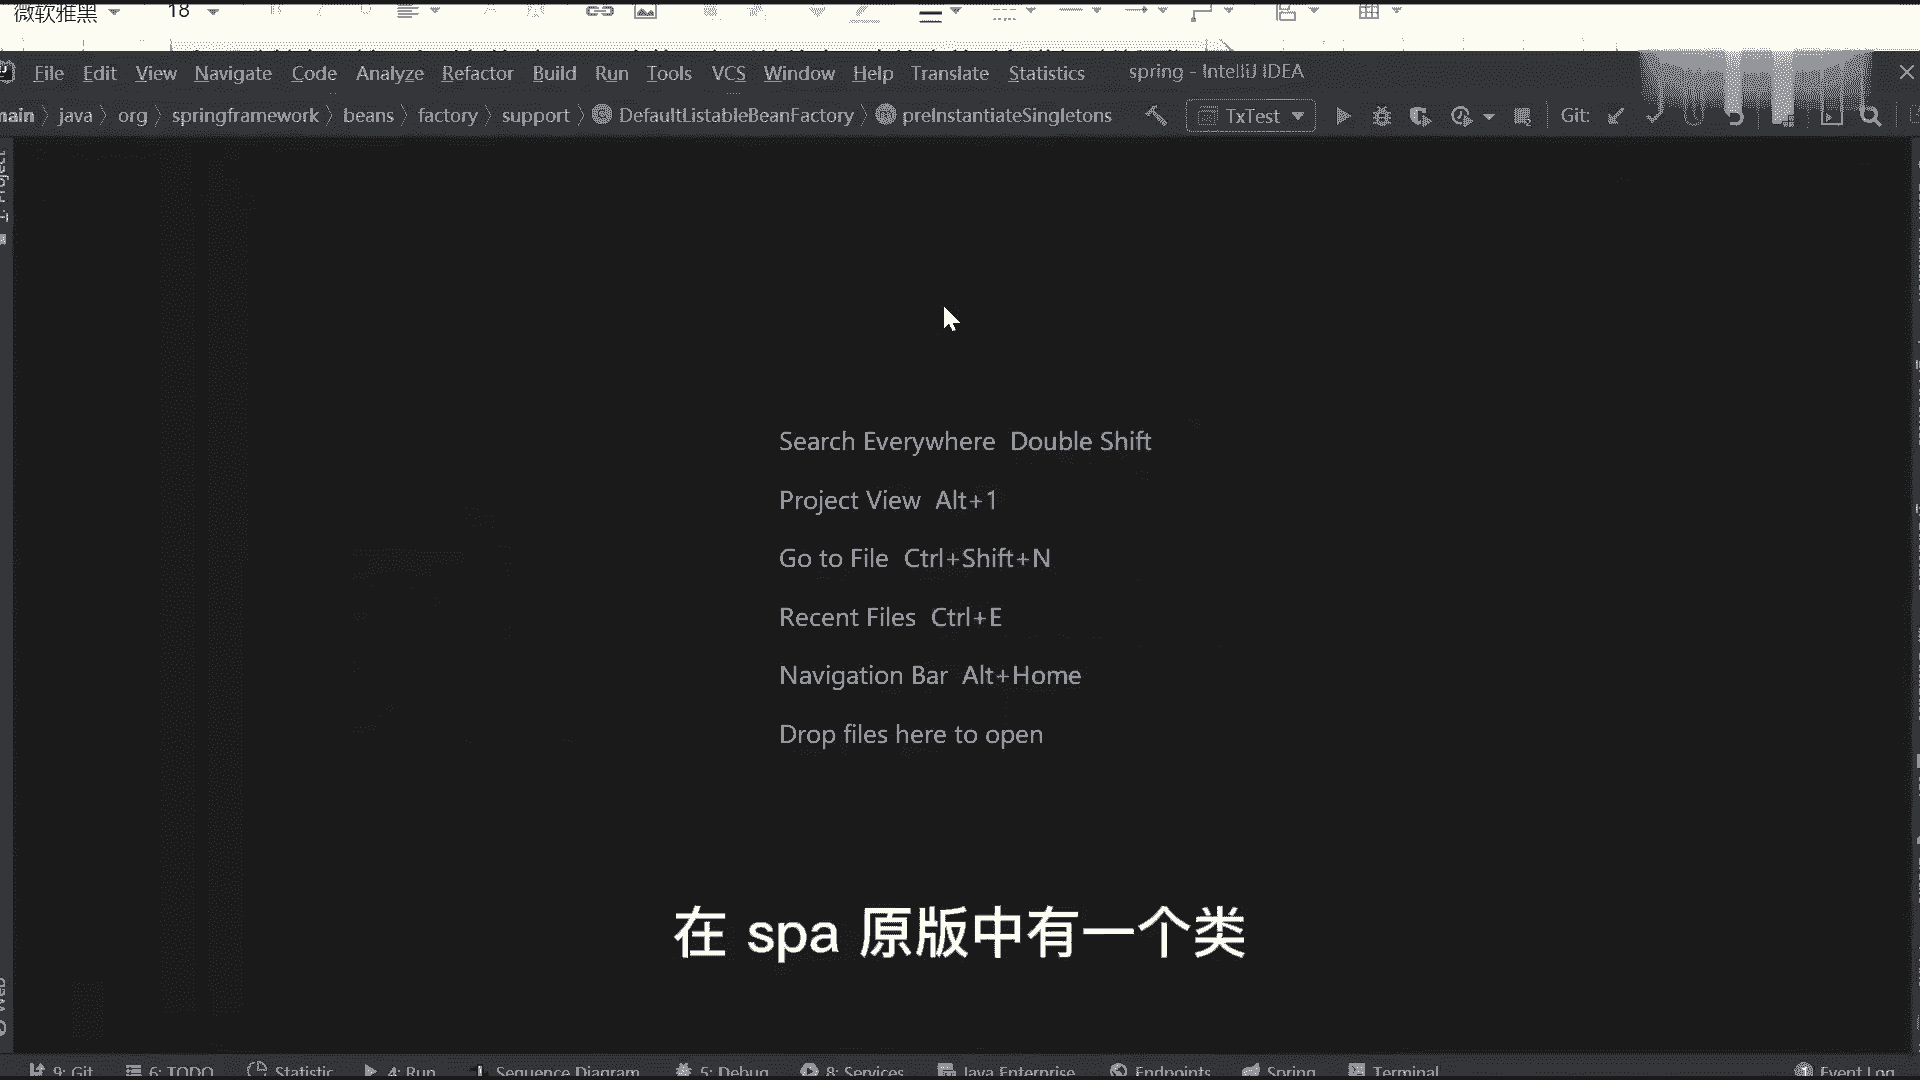 微软雅黑 18
File Edit View Navigate Code Analyze Refactor Build Run Tools VCS Window Help Translate Statistics spring - IntelliJ IDEA
main java org springframework beans factory support DefaultListableBeanFactory preInstantiateSingletons TxTest Git:
1: Project
Search Everywhere Double Shift
Project View Alt+1
Go to File Ctrl+Shift+N
Recent Files Ctrl+E
Navigation Bar Alt+Home
Drop files here to open
在 spa 原版中有一个类
Web
9: Git 6: TODO Statistic 4: Run Sequence Diagram 5: Debug 8: Services Java Enterprise Endpoints Spring Terminal Event Log